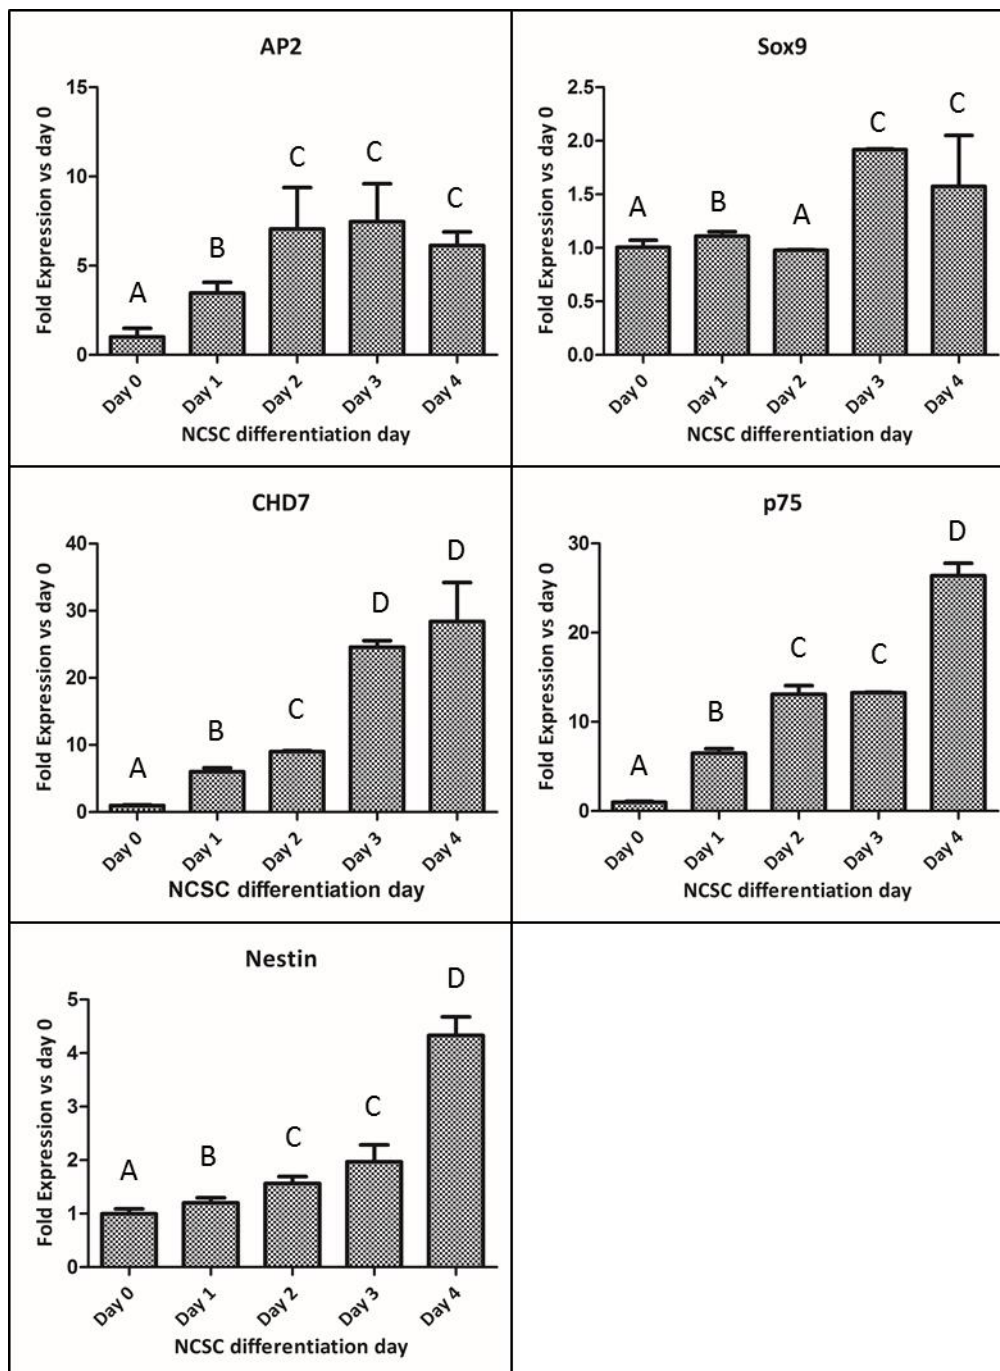 AP2
Fold Expression vs day 0
15
10
5
0
A
B
C
C
C
Day 0
Day 1
Day 2
Day 3
Day 4
NCSC differentiation day
Sox9
Fold Expression vs day 0
2.5
2.0
1.5
1.0
0.5
0.0
A
B
A
C
C
Day 0
Day 1
Day 2
Day 3
Day 4
NCSC differentiation day
CHD7
Fold Expression vs day 0
40
30
20
10
0
A
B
C
D
D
Day 0
Day 1
Day 2
Day 3
Day 4
NCSC differentiation day
p75
Fold Expression vs day 0
30
20
10
0
A
B
C
C
D
Day 0
Day 1
Day 2
Day 3
Day 4
NCSC differentiation day
Nestin
Fold Expression vs day 0
5
4
3
2
1
0
A
B
C
C
D
Day 0
Day 1
Day 2
Day 3
Day 4
NCSC differentiation day